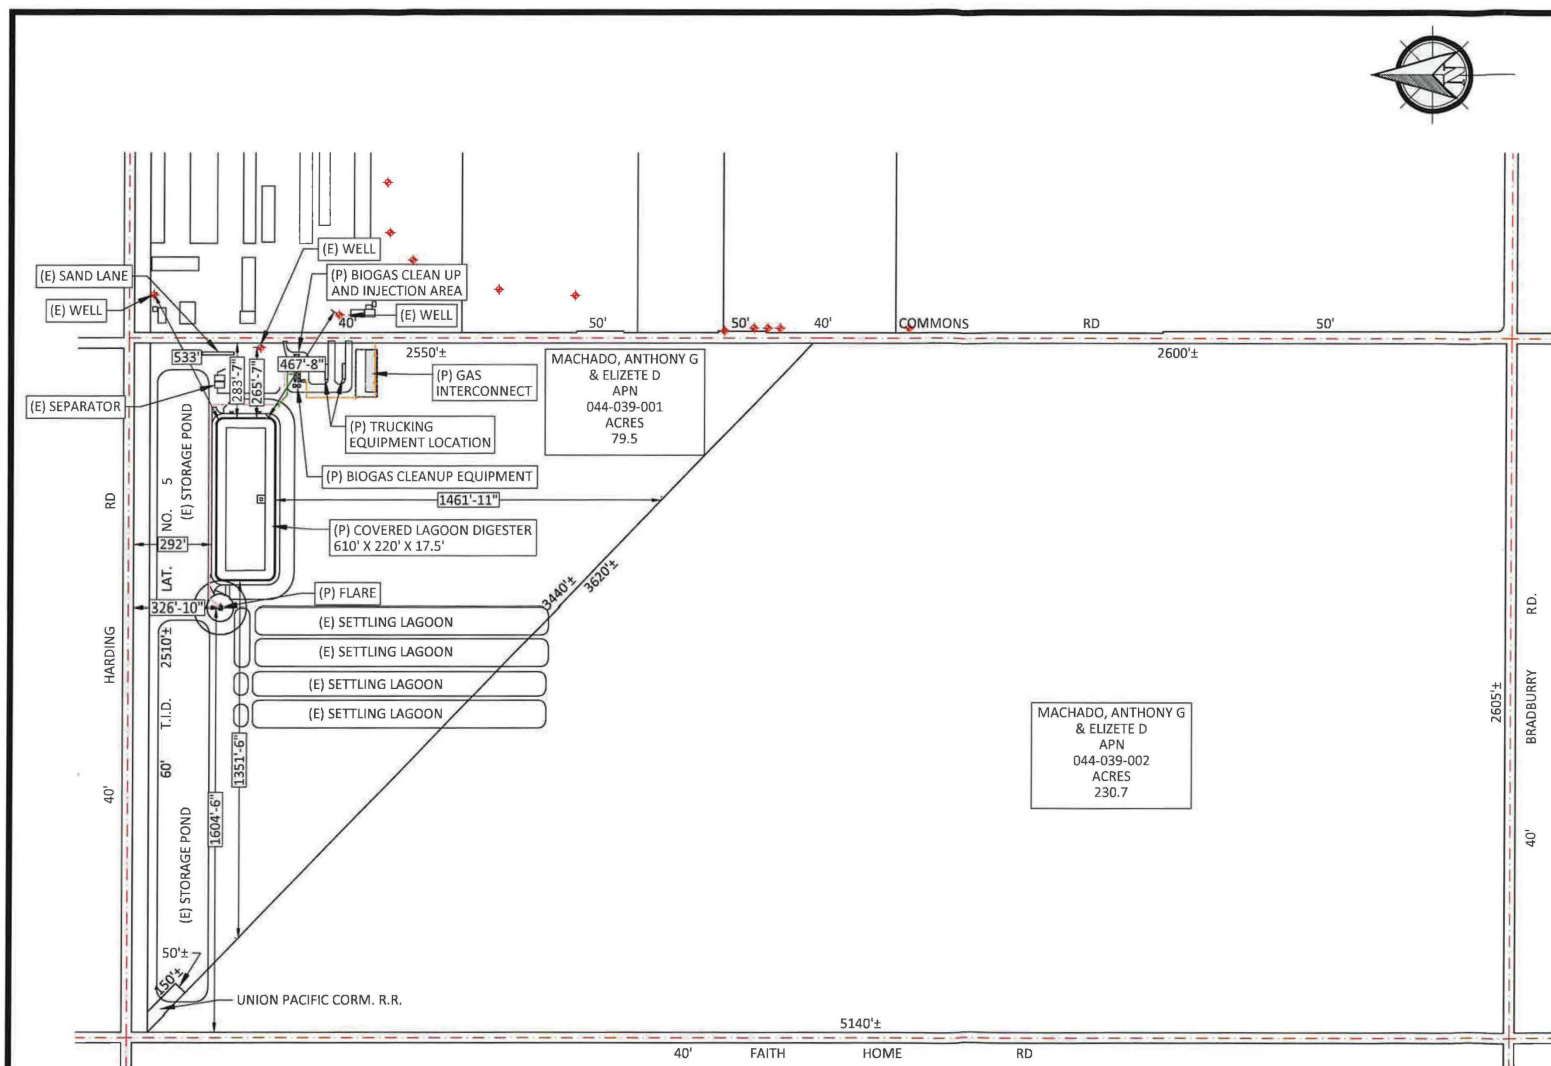 N
(E) WELL
(E) SAND LANE
(P) BIOGAS CLEAN UP
AND INJECTION AREA
(E) WELL
(E) WELL
40'
50'
50'
40'
COMMONS
RD
50'
533'
283'-7"
265'-7"
467'-8"
2550'±
2600'±
MACHADO, ANTHONY G
& ELIZETE D
APN
044-039-001
ACRES
79.5
(P) GAS
INTERCONNECT
(E) SEPARATOR
(P) TRUCKING
EQUIPMENT LOCATION
(P) BIOGAS CLEANUP EQUIPMENT
(E) STORAGE POND
1461'-11"
(P) COVERED LAGOON DIGESTER
610' X 220' X 17.5'
292'
(P) FLARE
326'-10"
3440'±
3620'±
(E) SETTLING LAGOON
(E) SETTLING LAGOON
(E) SETTLING LAGOON
(E) SETTLING LAGOON
40' HARDING RD
60' T.I.D. 2510'± LAT. NO. 5
1351'-6"
1604'-6"
(E) STORAGE POND
MACHADO, ANTHONY G
& ELIZETE D
APN
044-039-002
ACRES
230.7
2605'±
40' BRADBURRY RD.
50'±
150'±
UNION PACIFIC CORM. R.R.
5140'±
40' FAITH HOME RD